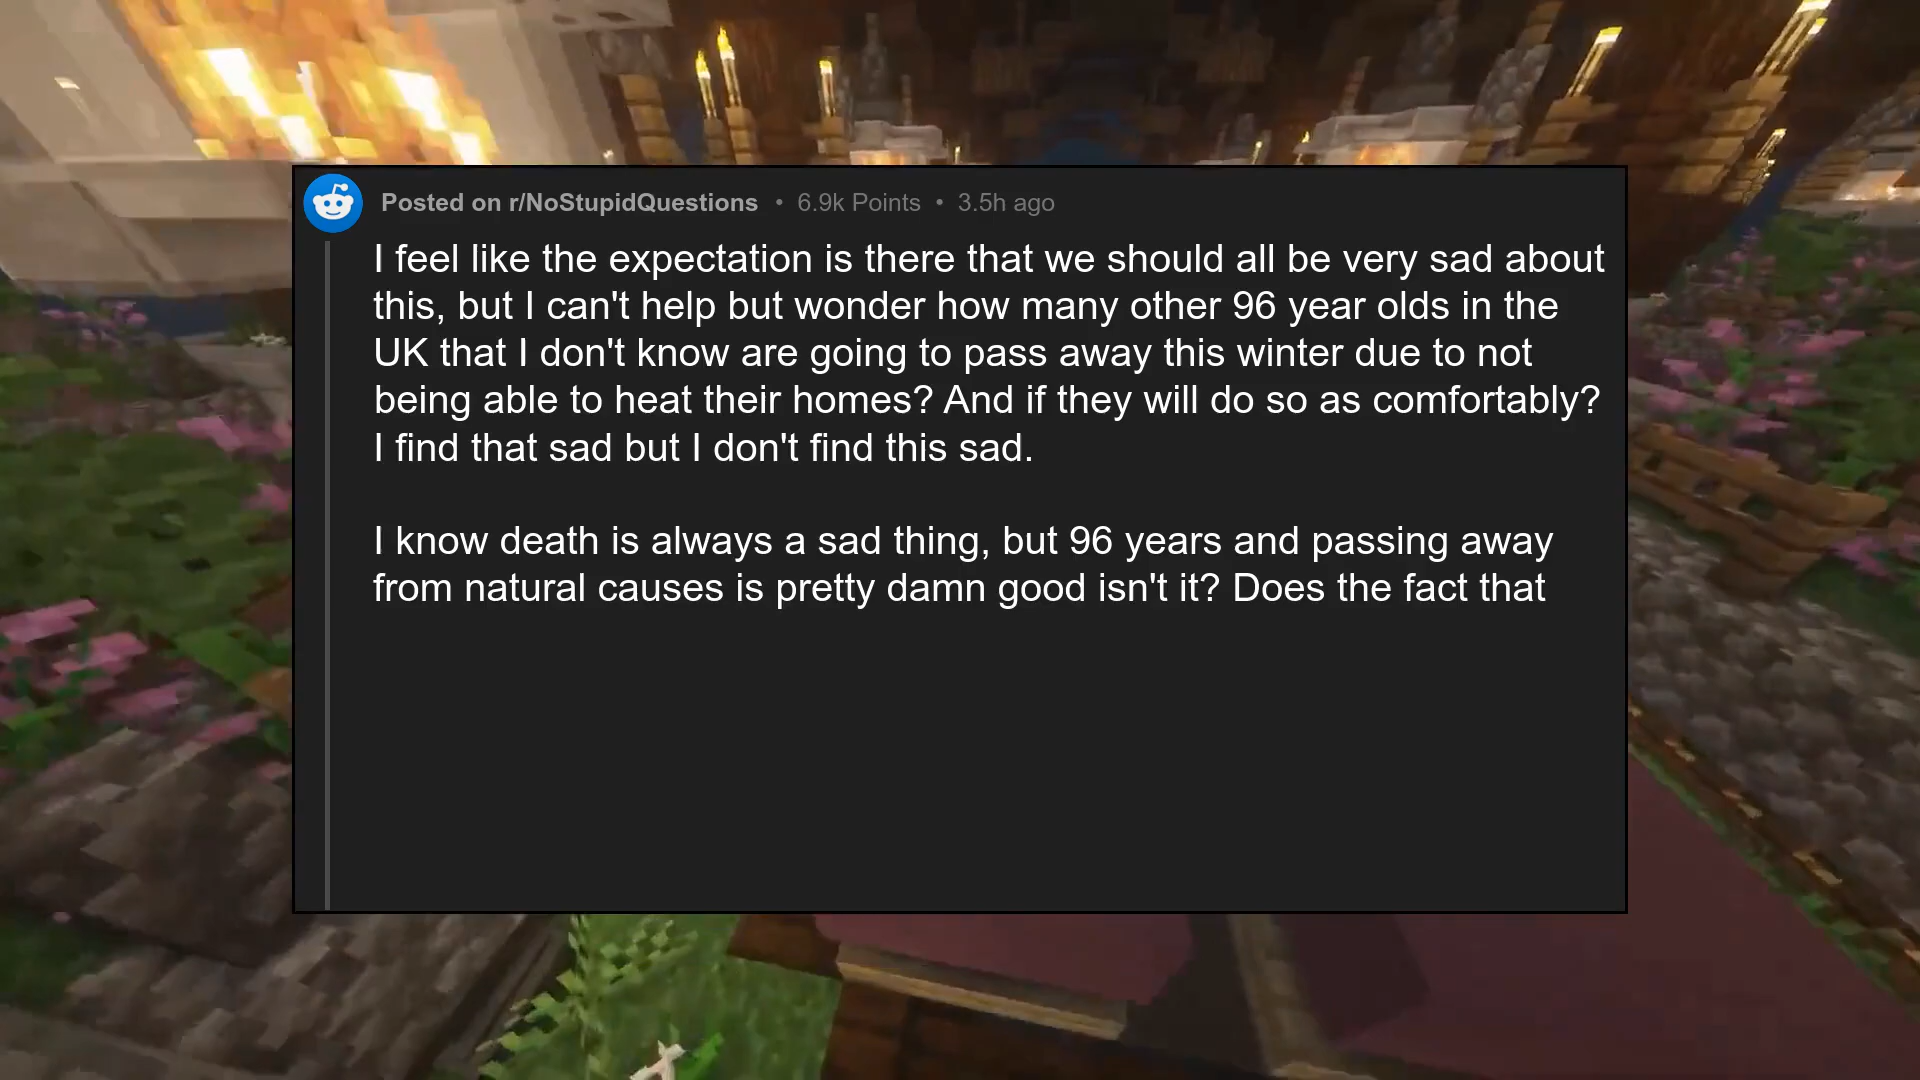 Posted on r/NoStupidQuestions • 6.9k Points • 3.5h ago
I feel like the expectation is there that we should all be very sad about
this, but I can't help but wonder how many other 96 year olds in the
UK that I don't know are going to pass away this winter due to not
being able to heat their homes? And if they will do so as comfortably?
I find that sad but I don't find this sad.
I know death is always a sad thing, but 96 years and passing away
from natural causes is pretty damn good isn't it? Does the fact that